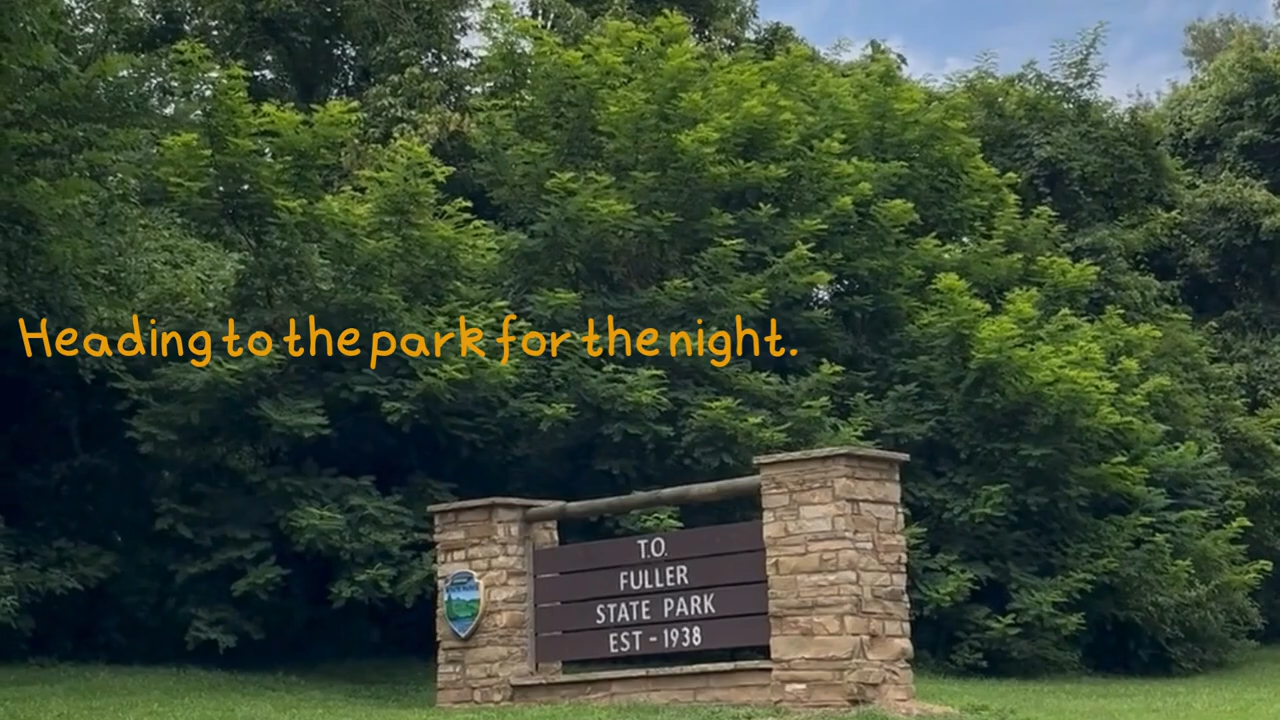 Heading to the park for the night.
T.O.
FULLER
STATE PARK
EST - 1938